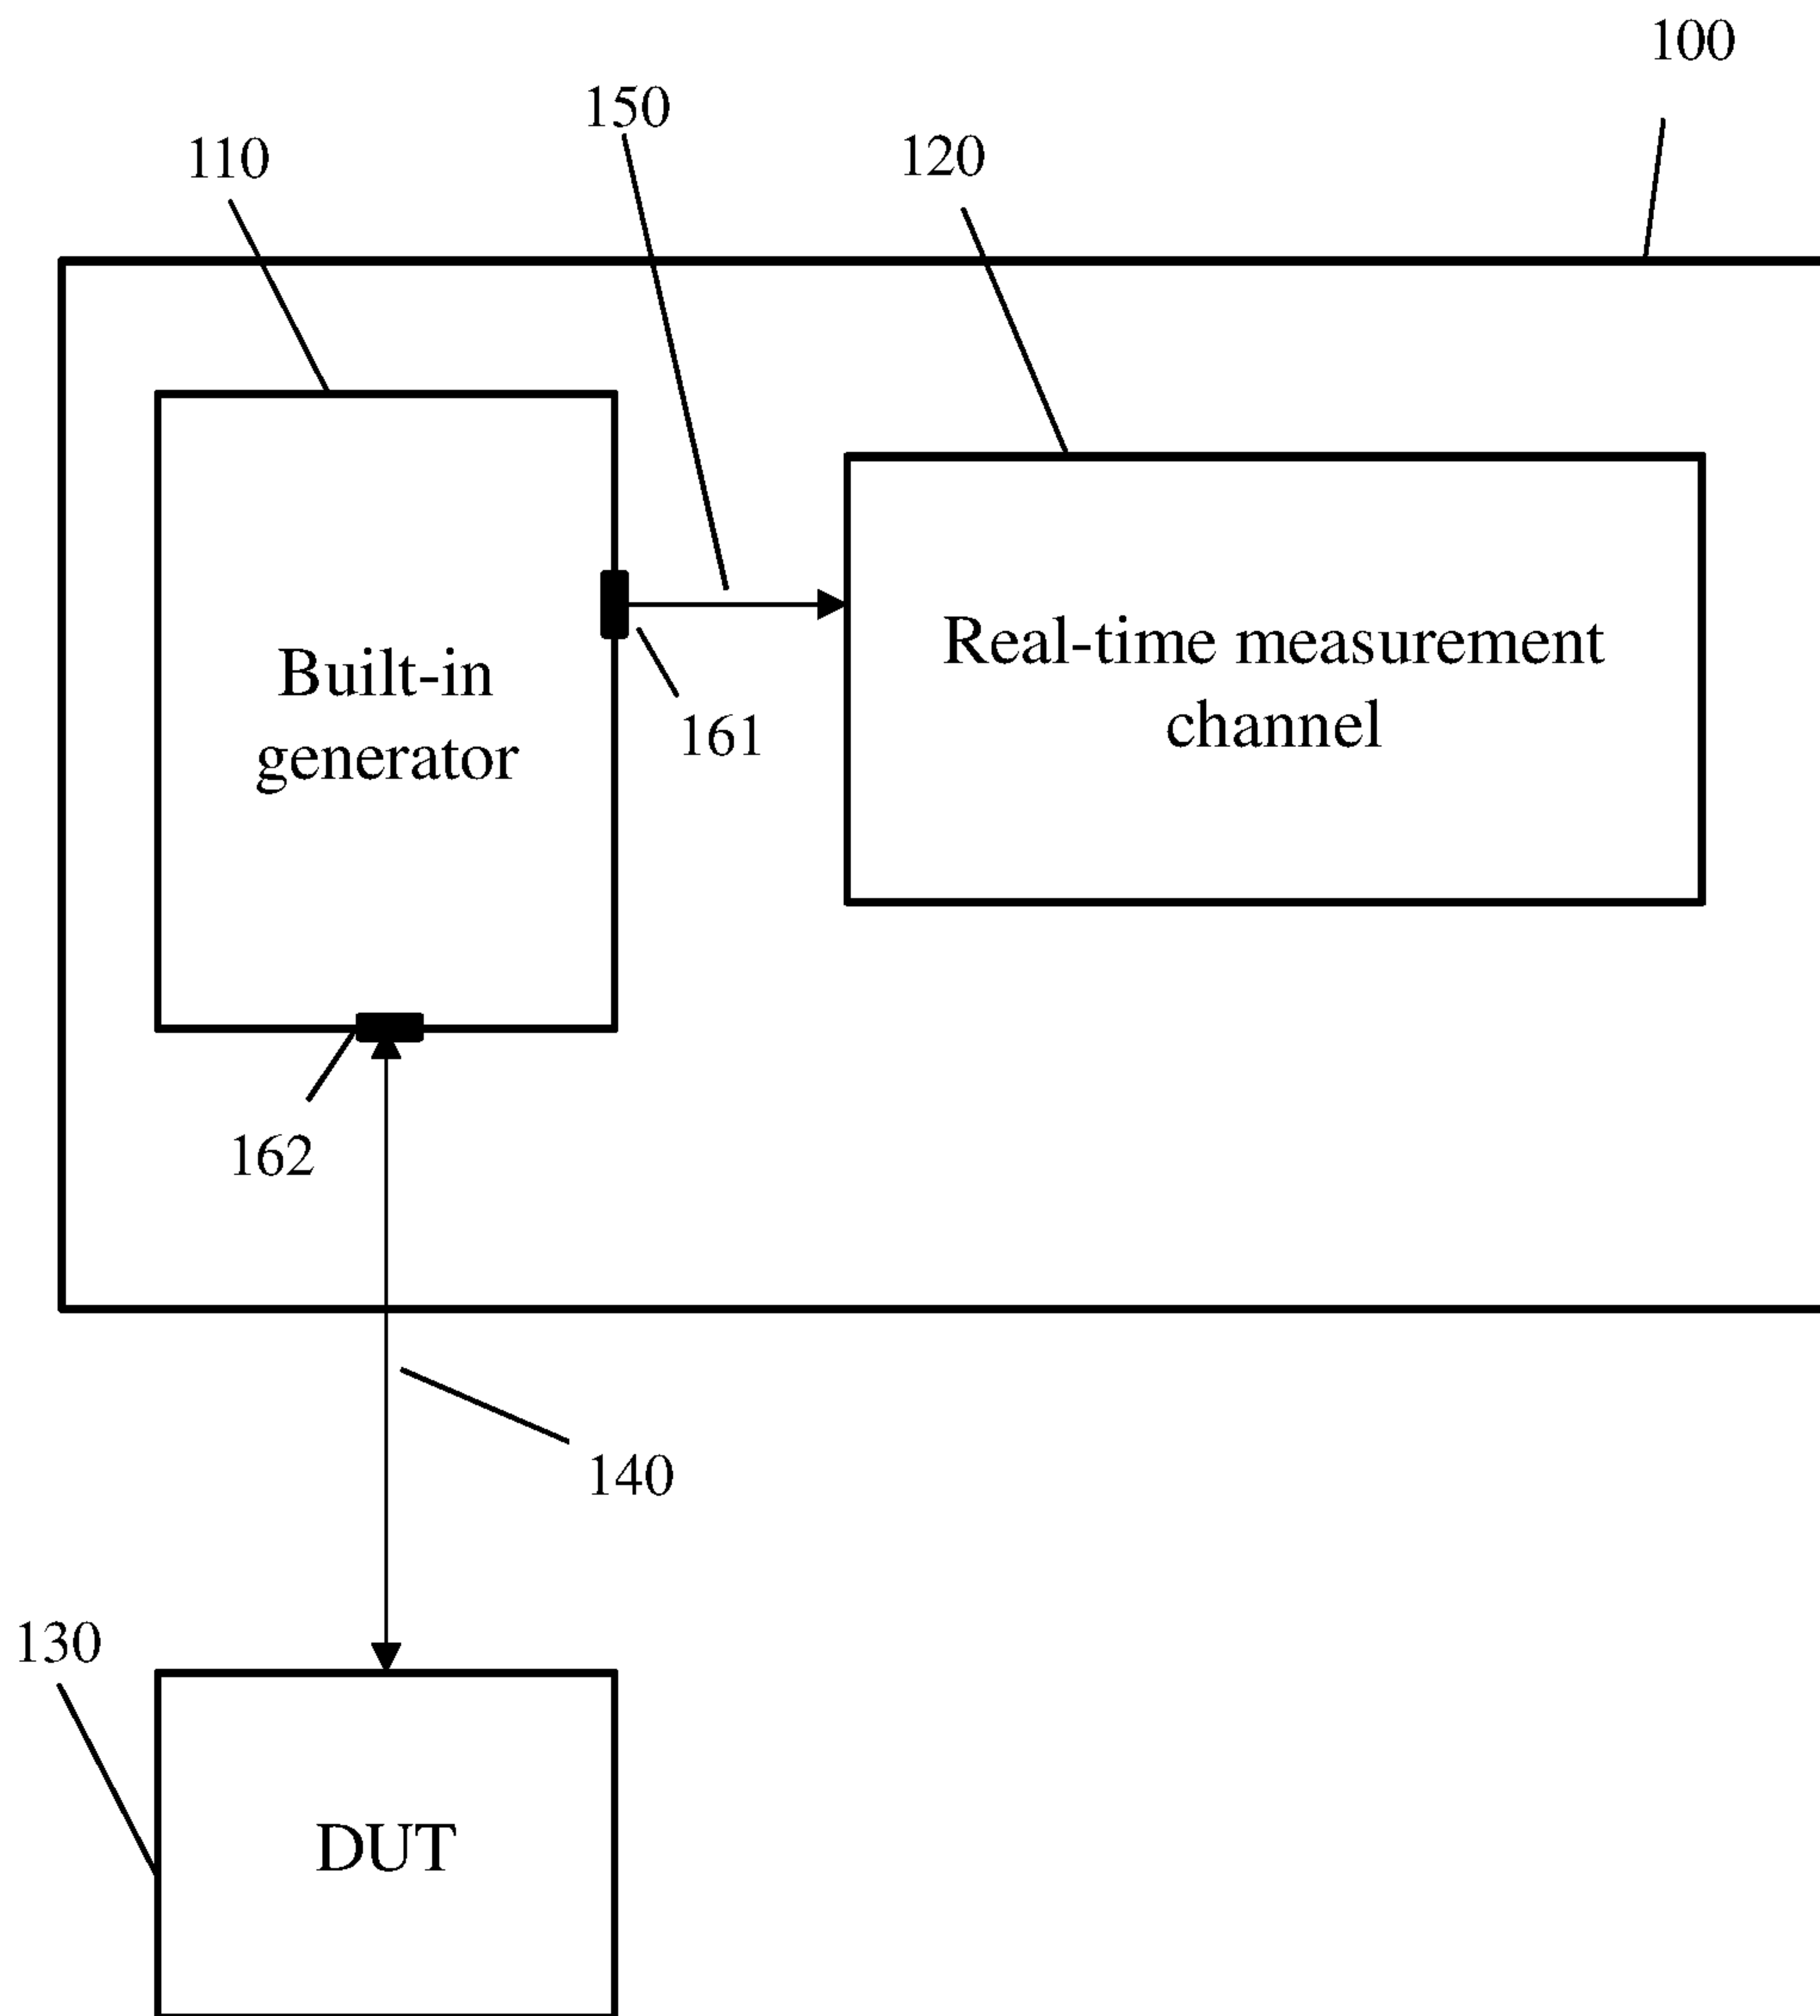 100
150
110
120
Built-in
generator
Real-time measurement
channel
161
162
140
130
DUT